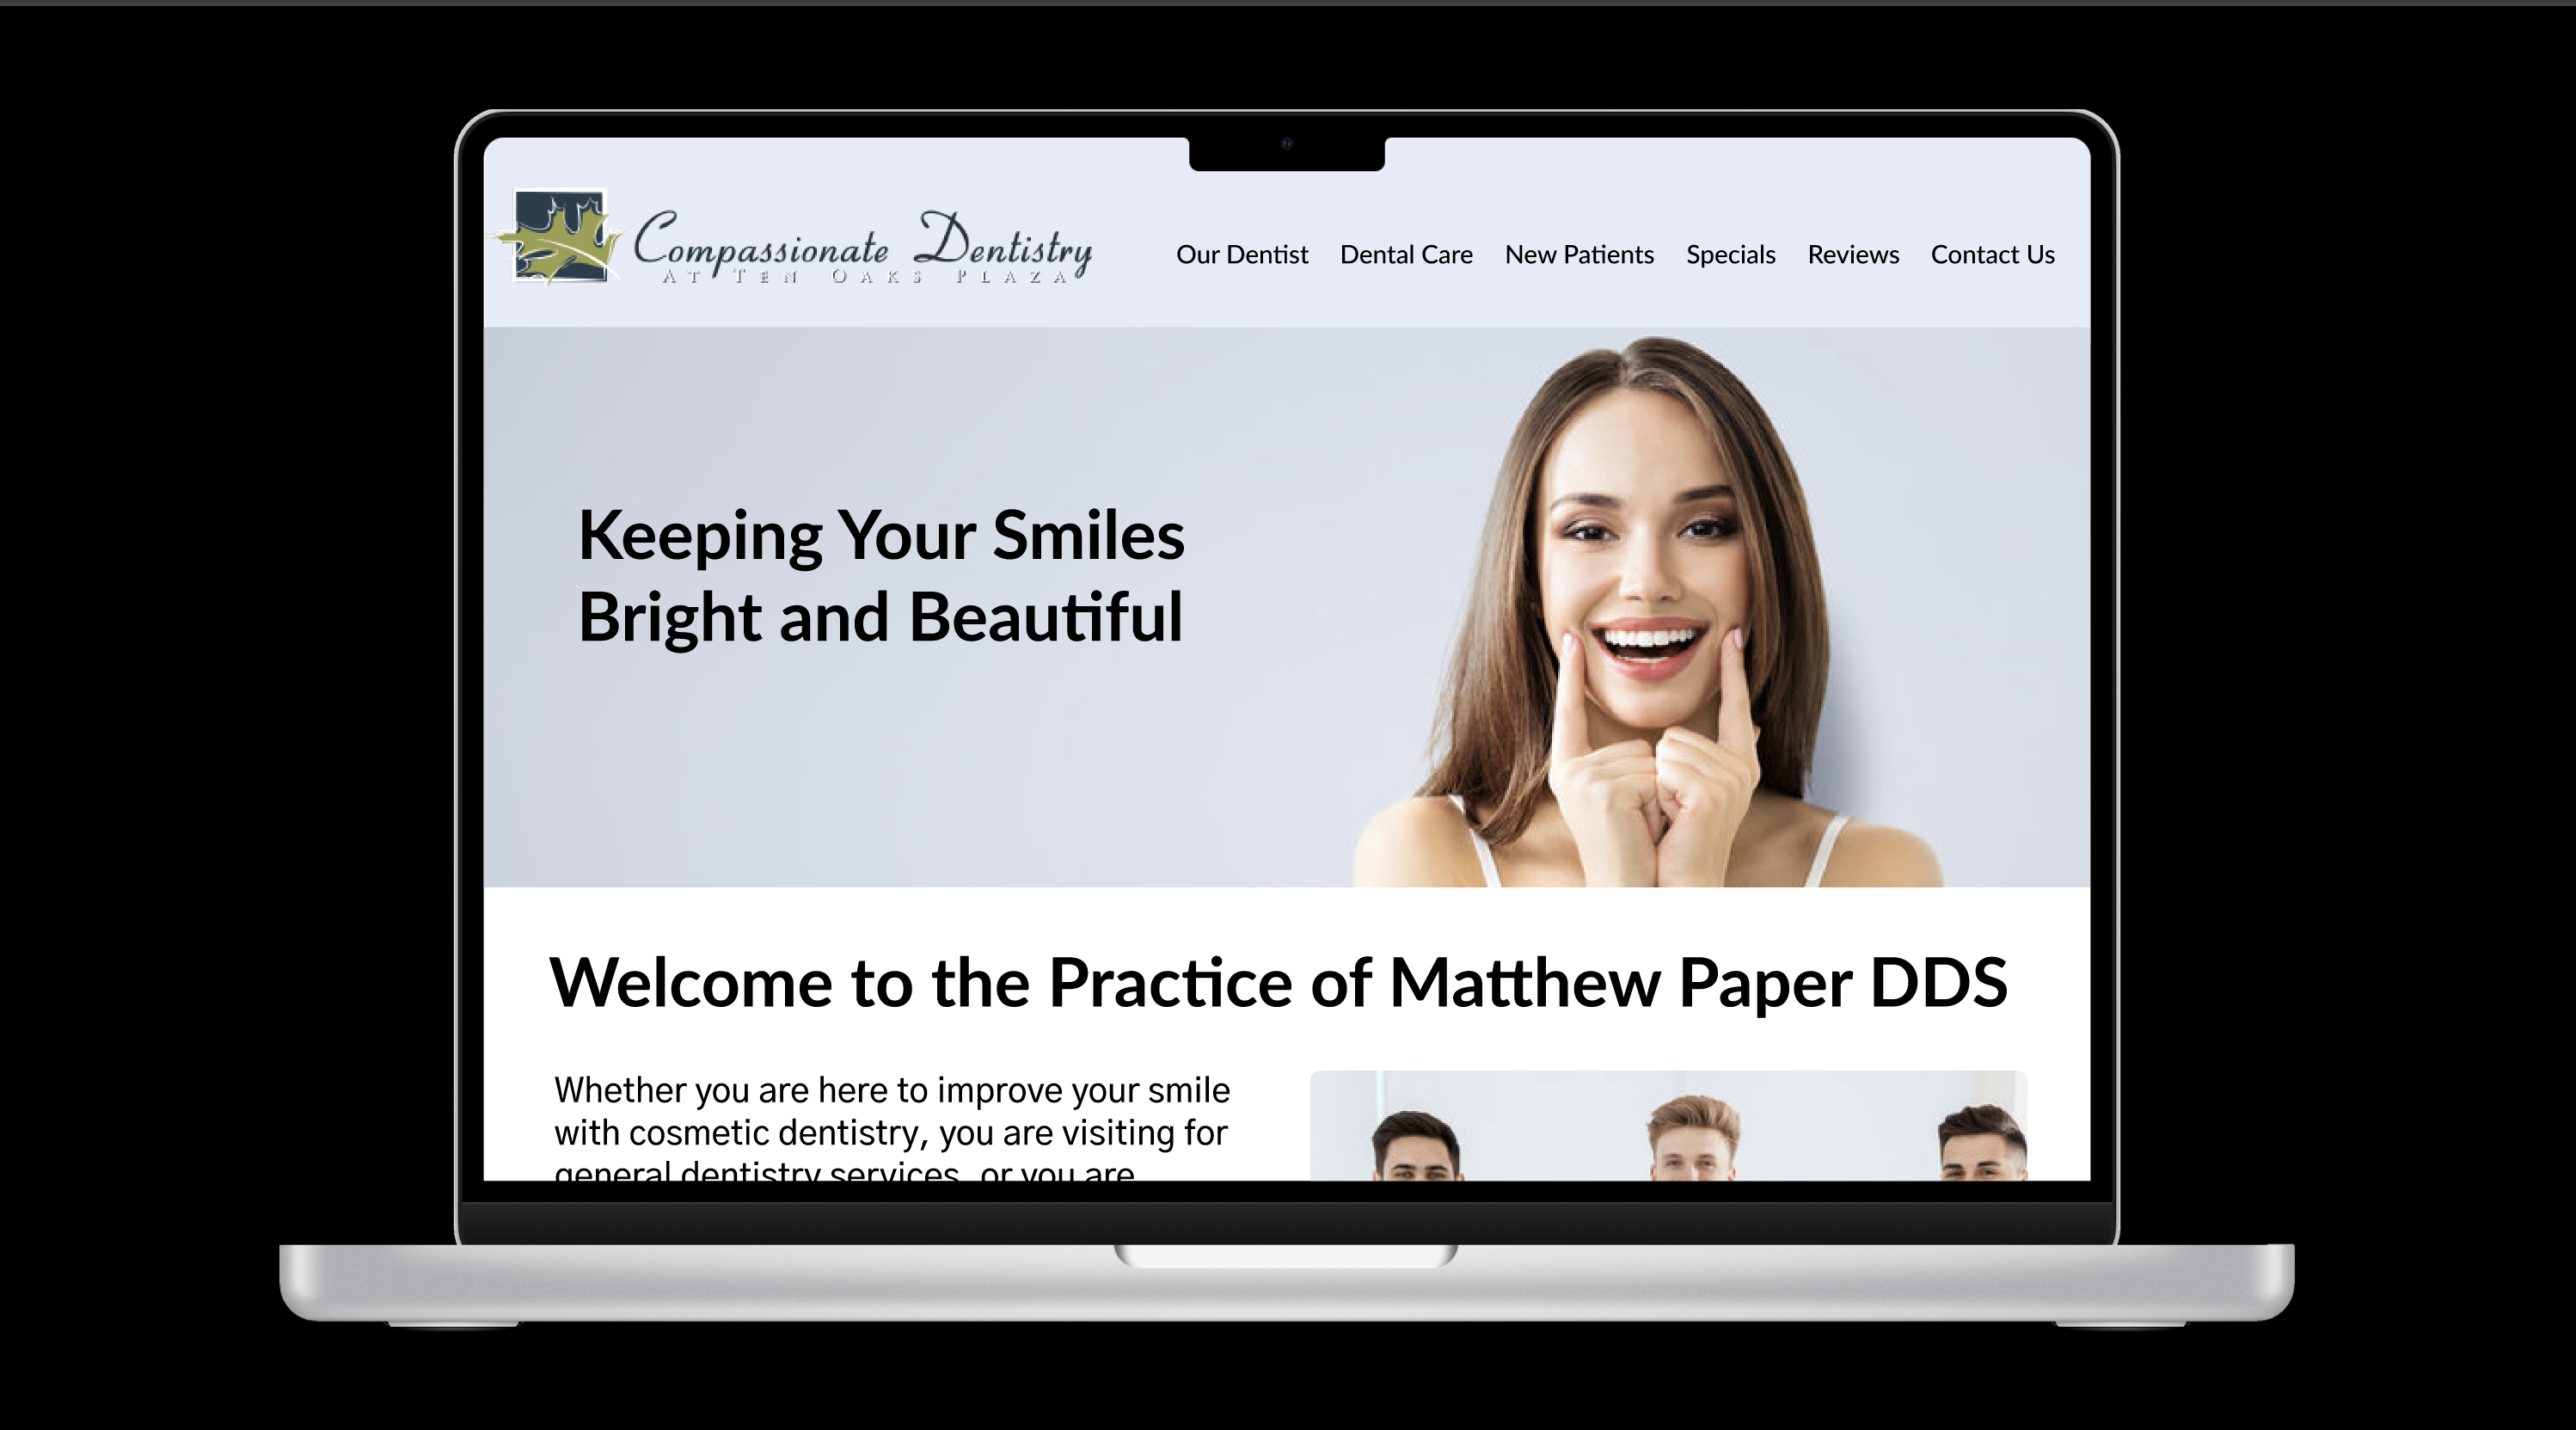 Compassionate Dentistry
At Ten Oaks Plaza
Our Dentist Dental Care New Patients Specials Reviews Contact Us
Keeping Your Smiles
Bright and Beautiful
Welcome to the Practice of Matthew Paper DDS
Whether you are here to improve your smile
with cosmetic dentistry, you are visiting for
general dentistry services, or you are